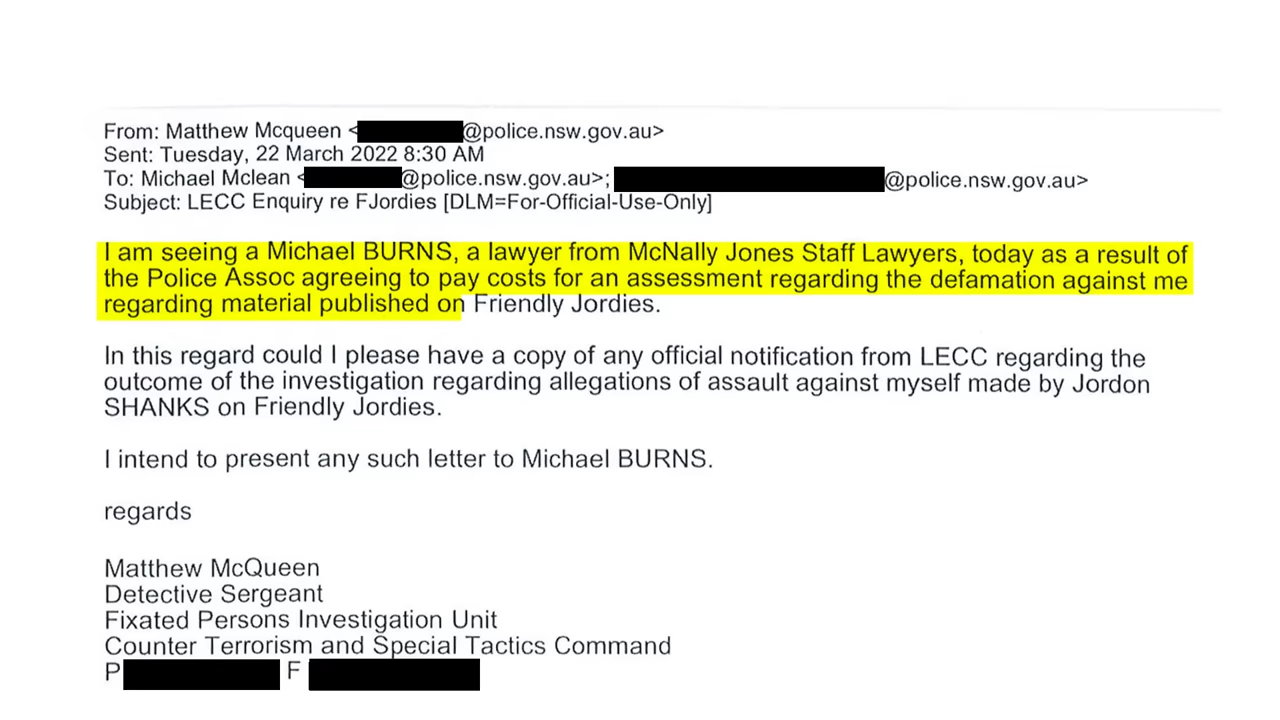 From: Matthew Mcqueen < @police.nsw.gov.au>
Sent: Tuesday, 22 March 2022 8:30 AM
To: Michael Mclean < @police.nsw.gov.au>; @police.nsw.gov.au>
Subject: LECC Enquiry re FJordies [DLM=For-Official-Use-Only]
I am seeing a Michael BURNS, a lawyer from McNally Jones Staff Lawyers, today as a result of
the Police Assoc agreeing to pay costs for an assessment regarding the defamation against me
regarding material published on Friendly Jordies.
In this regard could I please have a copy of any official notification from LECC regarding the
outcome of the investigation regarding allegations of assault against myself made by Jordon
SHANKS on Friendly Jordies.
I intend to present any such letter to Michael BURNS.
regards
Matthew McQueen
Detective Sergeant
Fixated Persons Investigation Unit
Counter Terrorism and Special Tactics Command
P F